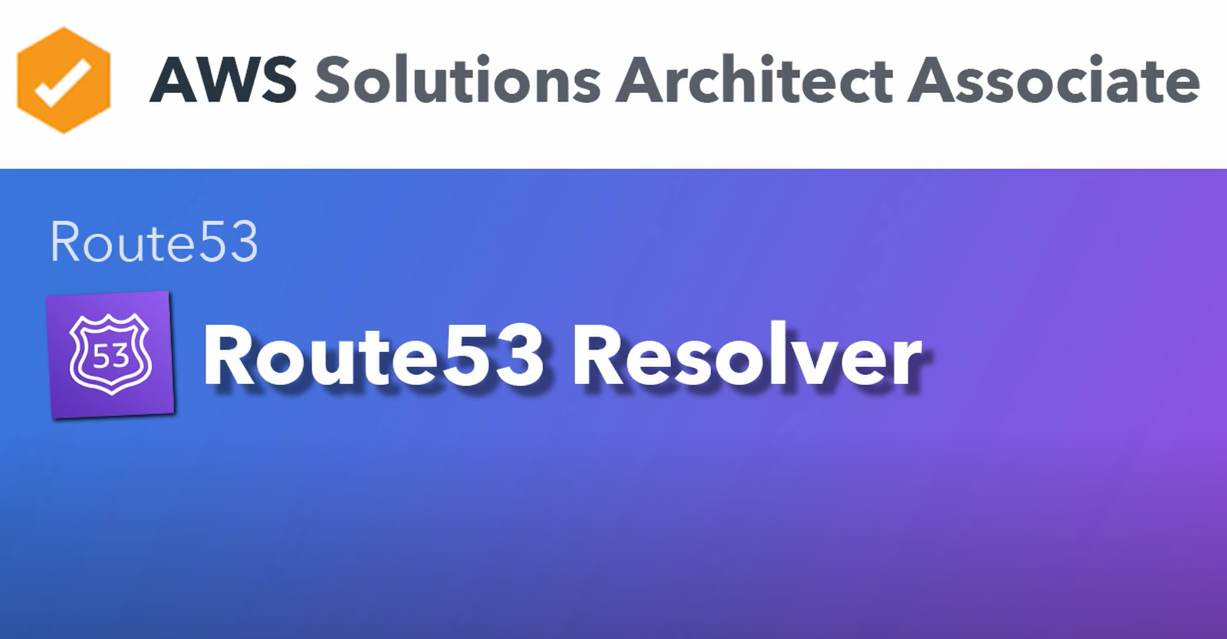 AWS Solutions Architect Associate
Route53
53
Route53 Resolver